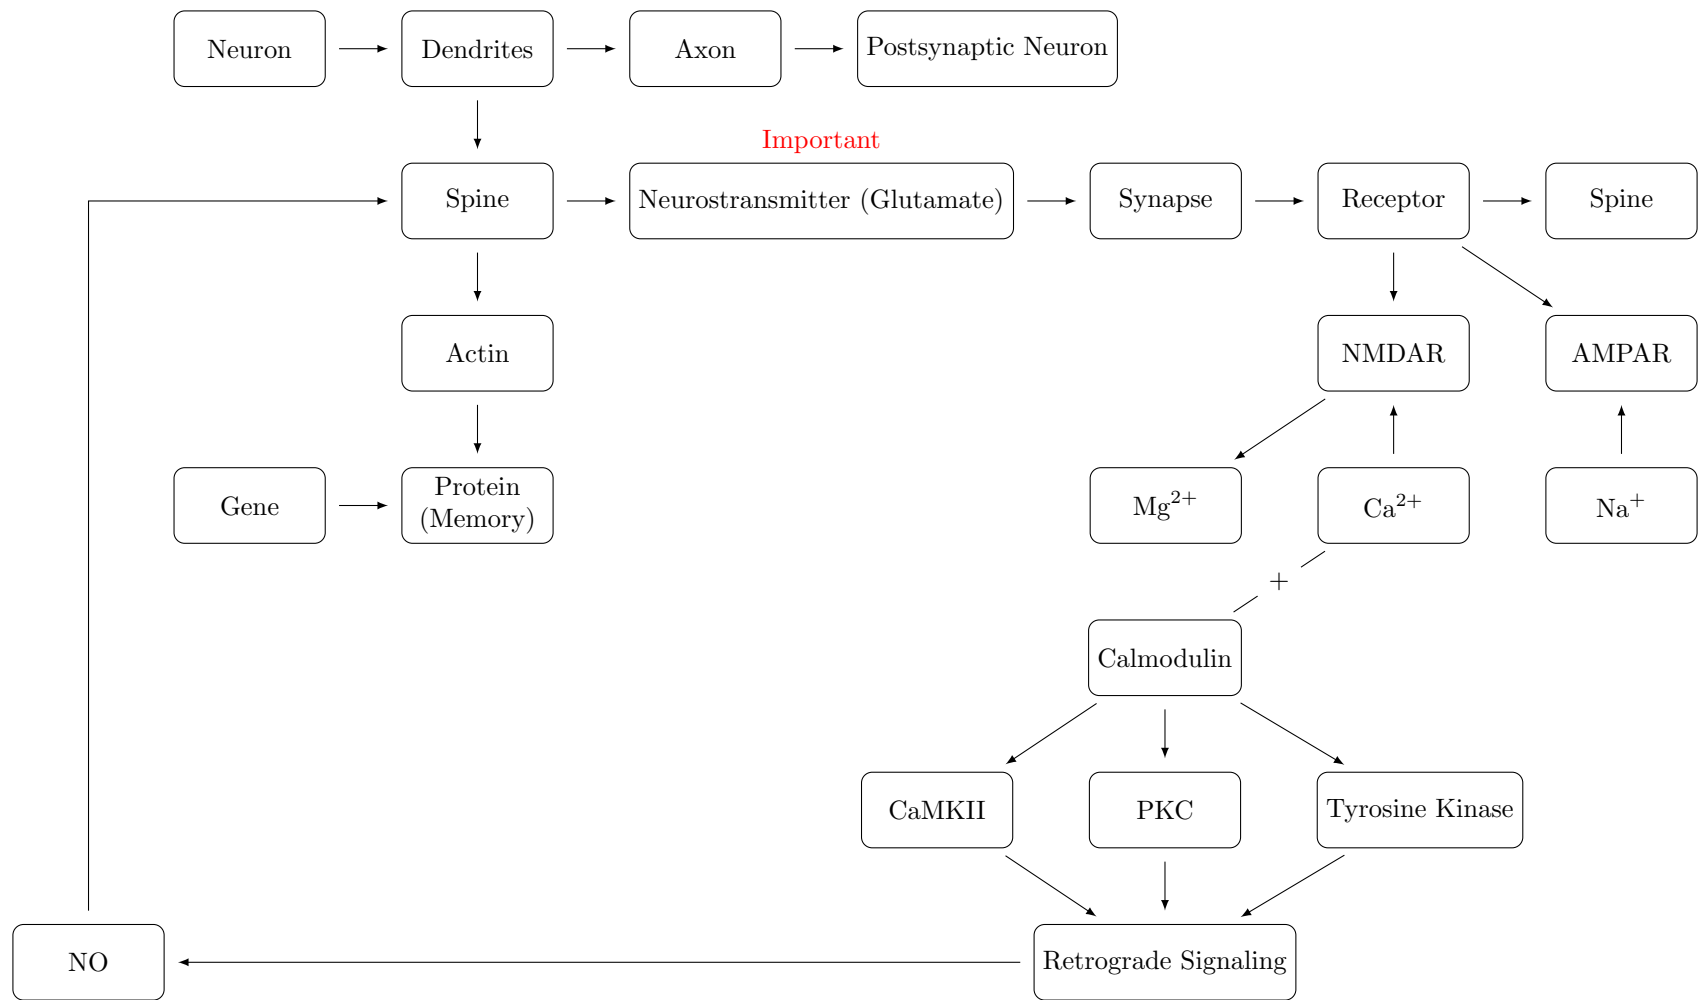 Neuron
Dendrites
Axon
Postsynaptic Neuron
Important
Spine
Neurostransmitter (Glutamate)
Synapse
Receptor
Spine
Actin
NMDAR
AMPAR
Gene
Protein
(Memory)
Mg²⁺
Ca²⁺
Na⁺
+
Calmodulin
CaMKII
PKC
Tyrosine Kinase
NO
Retrograde Signaling